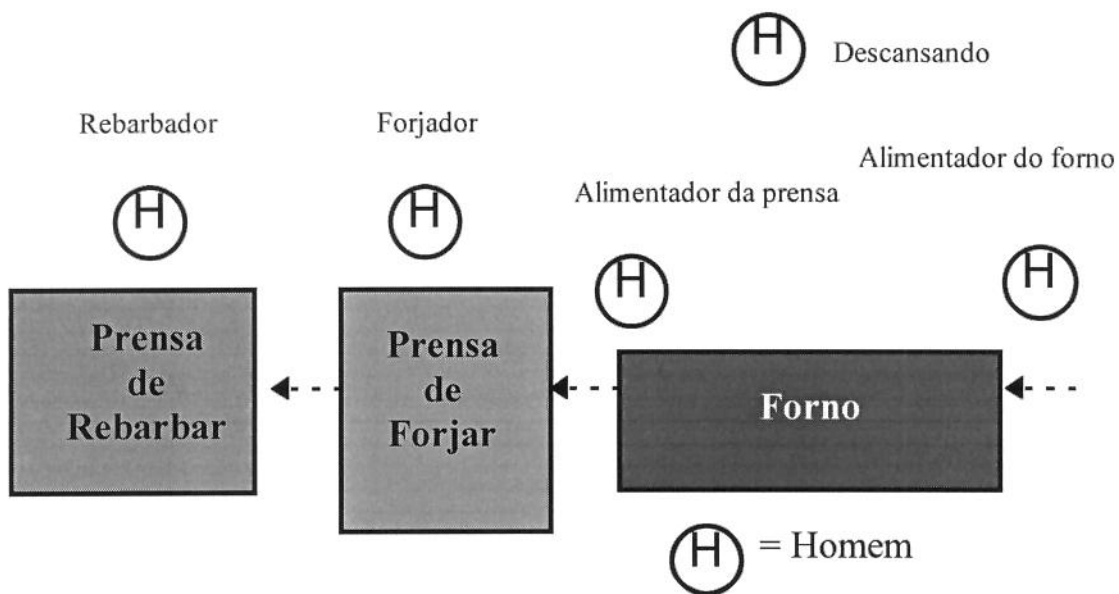 H
Descansando
Rebarbador
Forjador
Alimentador do forno
Alimentador da prensa
H
H
H
H
Prensa
de
Rebarbar
Prensa
de
Forjar
Forno
H = Homem